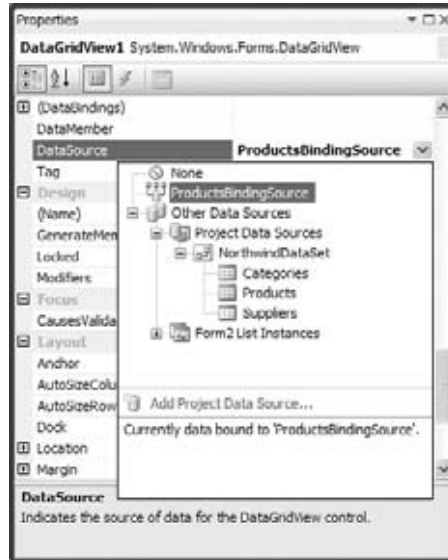 Properties
DataGridView1 System.Windows.Forms.DataGridView
(DataBindings)
DataMember
DataSource ProductsBindingSource
Tag
None
ProductsBindingSource
Design
Other Data Sources
(Name)
Project Data Sources
GenerateMem
NorthwindDataSet
Locked
Categories
Modifiers
Products
Focus
Suppliers
CausesValida
Form2 List Instances
Layout
Anchor
AutoSizeColu
AutoSizeRow
Add Project Data Source...
Dock
Currently data bound to 'ProductsBindingSource'.
Location
Margin
DataSource
Indicates the source of data for the DataGridView control.